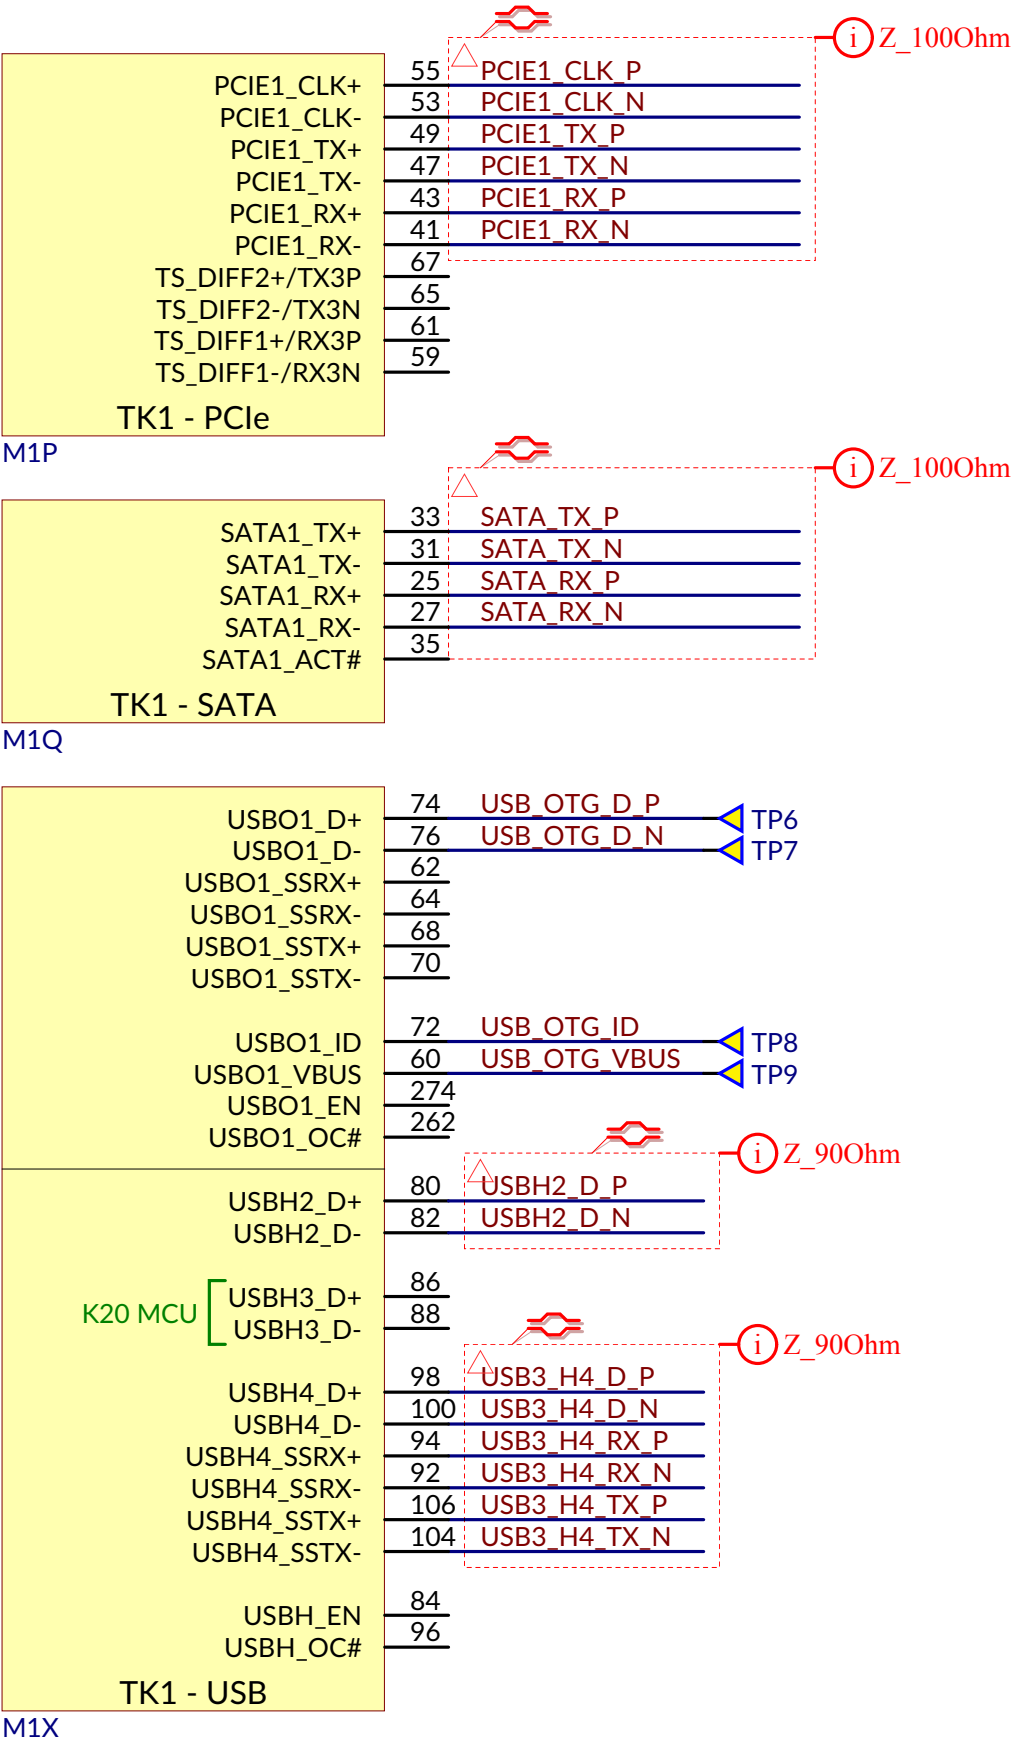 i Z_100Ohm
PCIE1_CLK+ 55 PCIE1_CLK_P
PCIE1_CLK- 53 PCIE1_CLK_N
PCIE1_TX+ 49 PCIE1_TX_P
PCIE1_TX- 47 PCIE1_TX_N
PCIE1_RX+ 43 PCIE1_RX_P
PCIE1_RX- 41 PCIE1_RX_N
TS_DIFF2+/TX3P 67
TS_DIFF2-/TX3N 65
TS_DIFF1+/RX3P 61
TS_DIFF1-/RX3N 59
TK1 - PCIe
M1P
i Z_100Ohm
SATA1_TX+ 33 SATA_TX_P
SATA1_TX- 31 SATA_TX_N
SATA1_RX+ 25 SATA_RX_P
SATA1_RX- 27 SATA_RX_N
SATA1_ACT# 35
TK1 - SATA
M1Q
USBO1_D+ 74 USB_OTG_D_P TP6
USBO1_D- 76 USB_OTG_D_N TP7
USBO1_SSRX+ 62
USBO1_SSRX- 64
USBO1_SSTX+ 68
USBO1_SSTX- 70
USBO1_ID 72 USB_OTG_ID TP8
USBO1_VBUS 60 USB_OTG_VBUS TP9
USBO1_EN 274
USBO1_OC# 262
i Z_90Ohm
USBH2_D+ 80 USBH2_D_P
USBH2_D- 82 USBH2_D_N
K20 MCU
USBH3_D+ 86
USBH3_D- 88
i Z_90Ohm
USBH4_D+ 98 USB3_H4_D_P
USBH4_D- 100 USB3_H4_D_N
USBH4_SSRX+ 94 USB3_H4_RX_P
USBH4_SSRX- 92 USB3_H4_RX_N
USBH4_SSTX+ 106 USB3_H4_TX_P
USBH4_SSTX- 104 USB3_H4_TX_N
USBH_EN 84
USBH_OC# 96
TK1 - USB
M1X